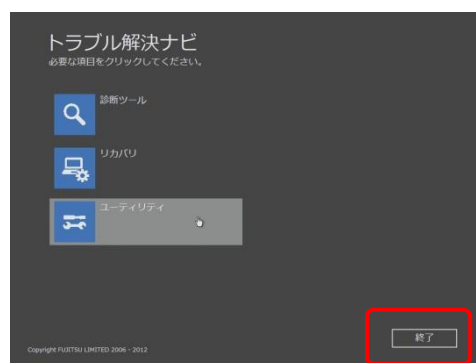 トラブル解決ナビ
必要な項目をクリックしてください。
診断ツール
リカバリ
ユーティリティ
終了
Copyright FUJITSU LIMITED 2006 - 2012